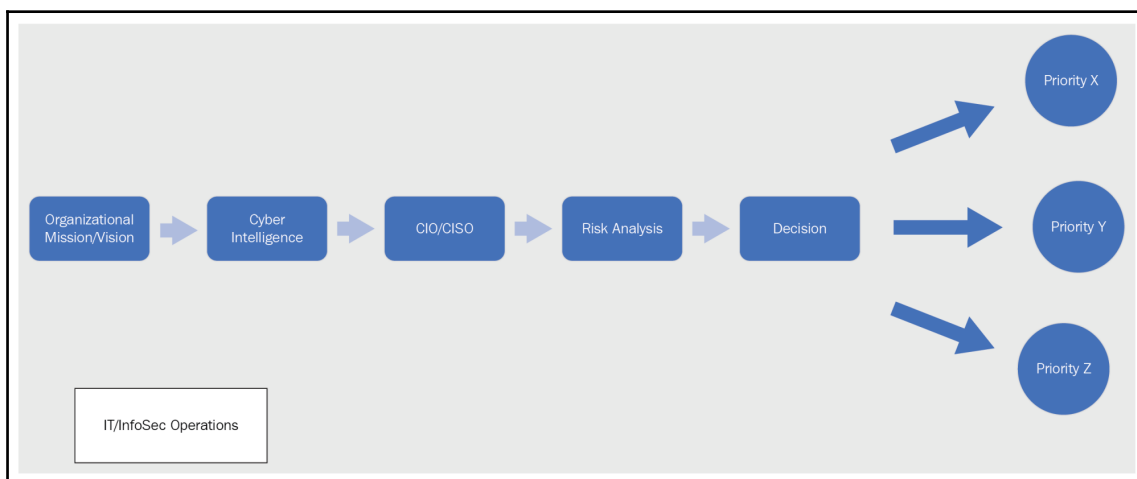 Organizational
Mission/Vision
Cyber
Intelligence
CIO/CISO
Risk Analysis
Decision
Priority X
Priority Y
Priority Z
IT/InfoSec Operations